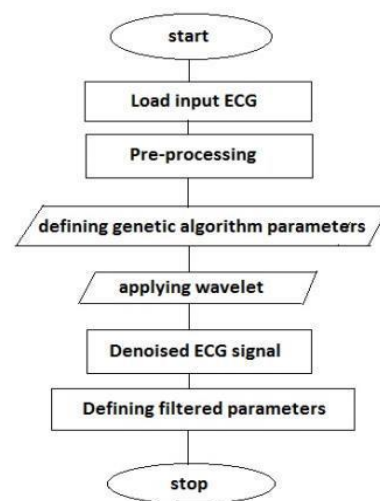 start
Load input ECG
Pre-processing
defining genetic algorithm parameters
applying wavelet
Denoised ECG signal
Defining filtered parameters
stop